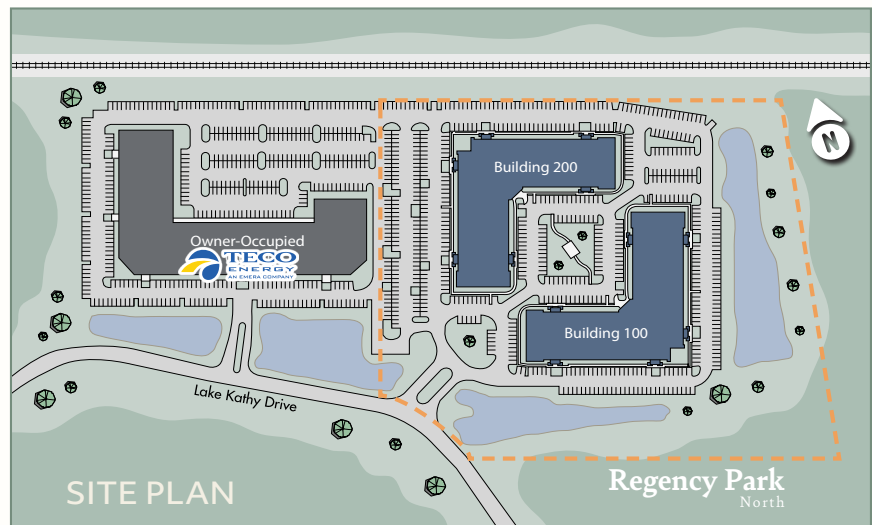 N
Building 200
Owner-Occupied
TECO
ENERGY
AN EMERA COMPANY
Building 100
Lake Kathy Drive
SITE PLAN
Regency Park
North